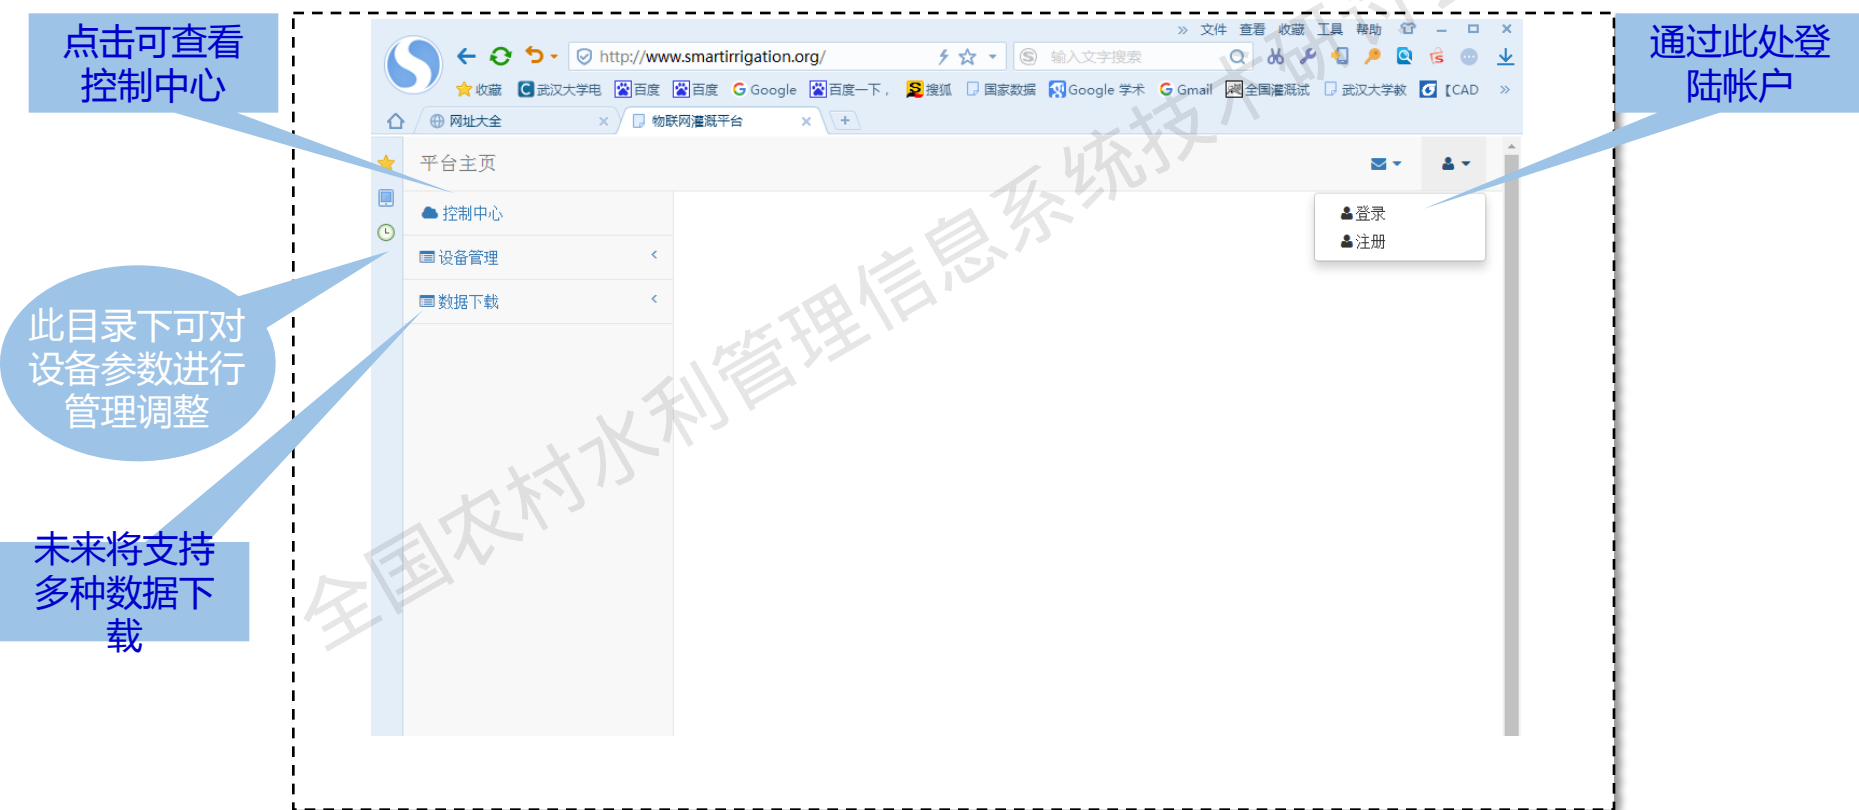 点击可查看
控制中心
通过此处登
陆帐户
此目录下可对
设备参数进行
管理调整
未来将支持
多种数据下
载
» 文件 查看 收藏 工具 帮助
http://www.smartirrigation.org/
输入文字搜索
收藏 武汉大学电 百度 百度 Google 百度一下， 搜狐 国家数据 Google 学术 Gmail 全国灌溉试 武汉大学教 【CAD »
网址大全 × 物联网灌溉平台 × +
平台主页
控制中心
设备管理
数据下载
登录
注册
全国农村水利管理信息系统技术研讨